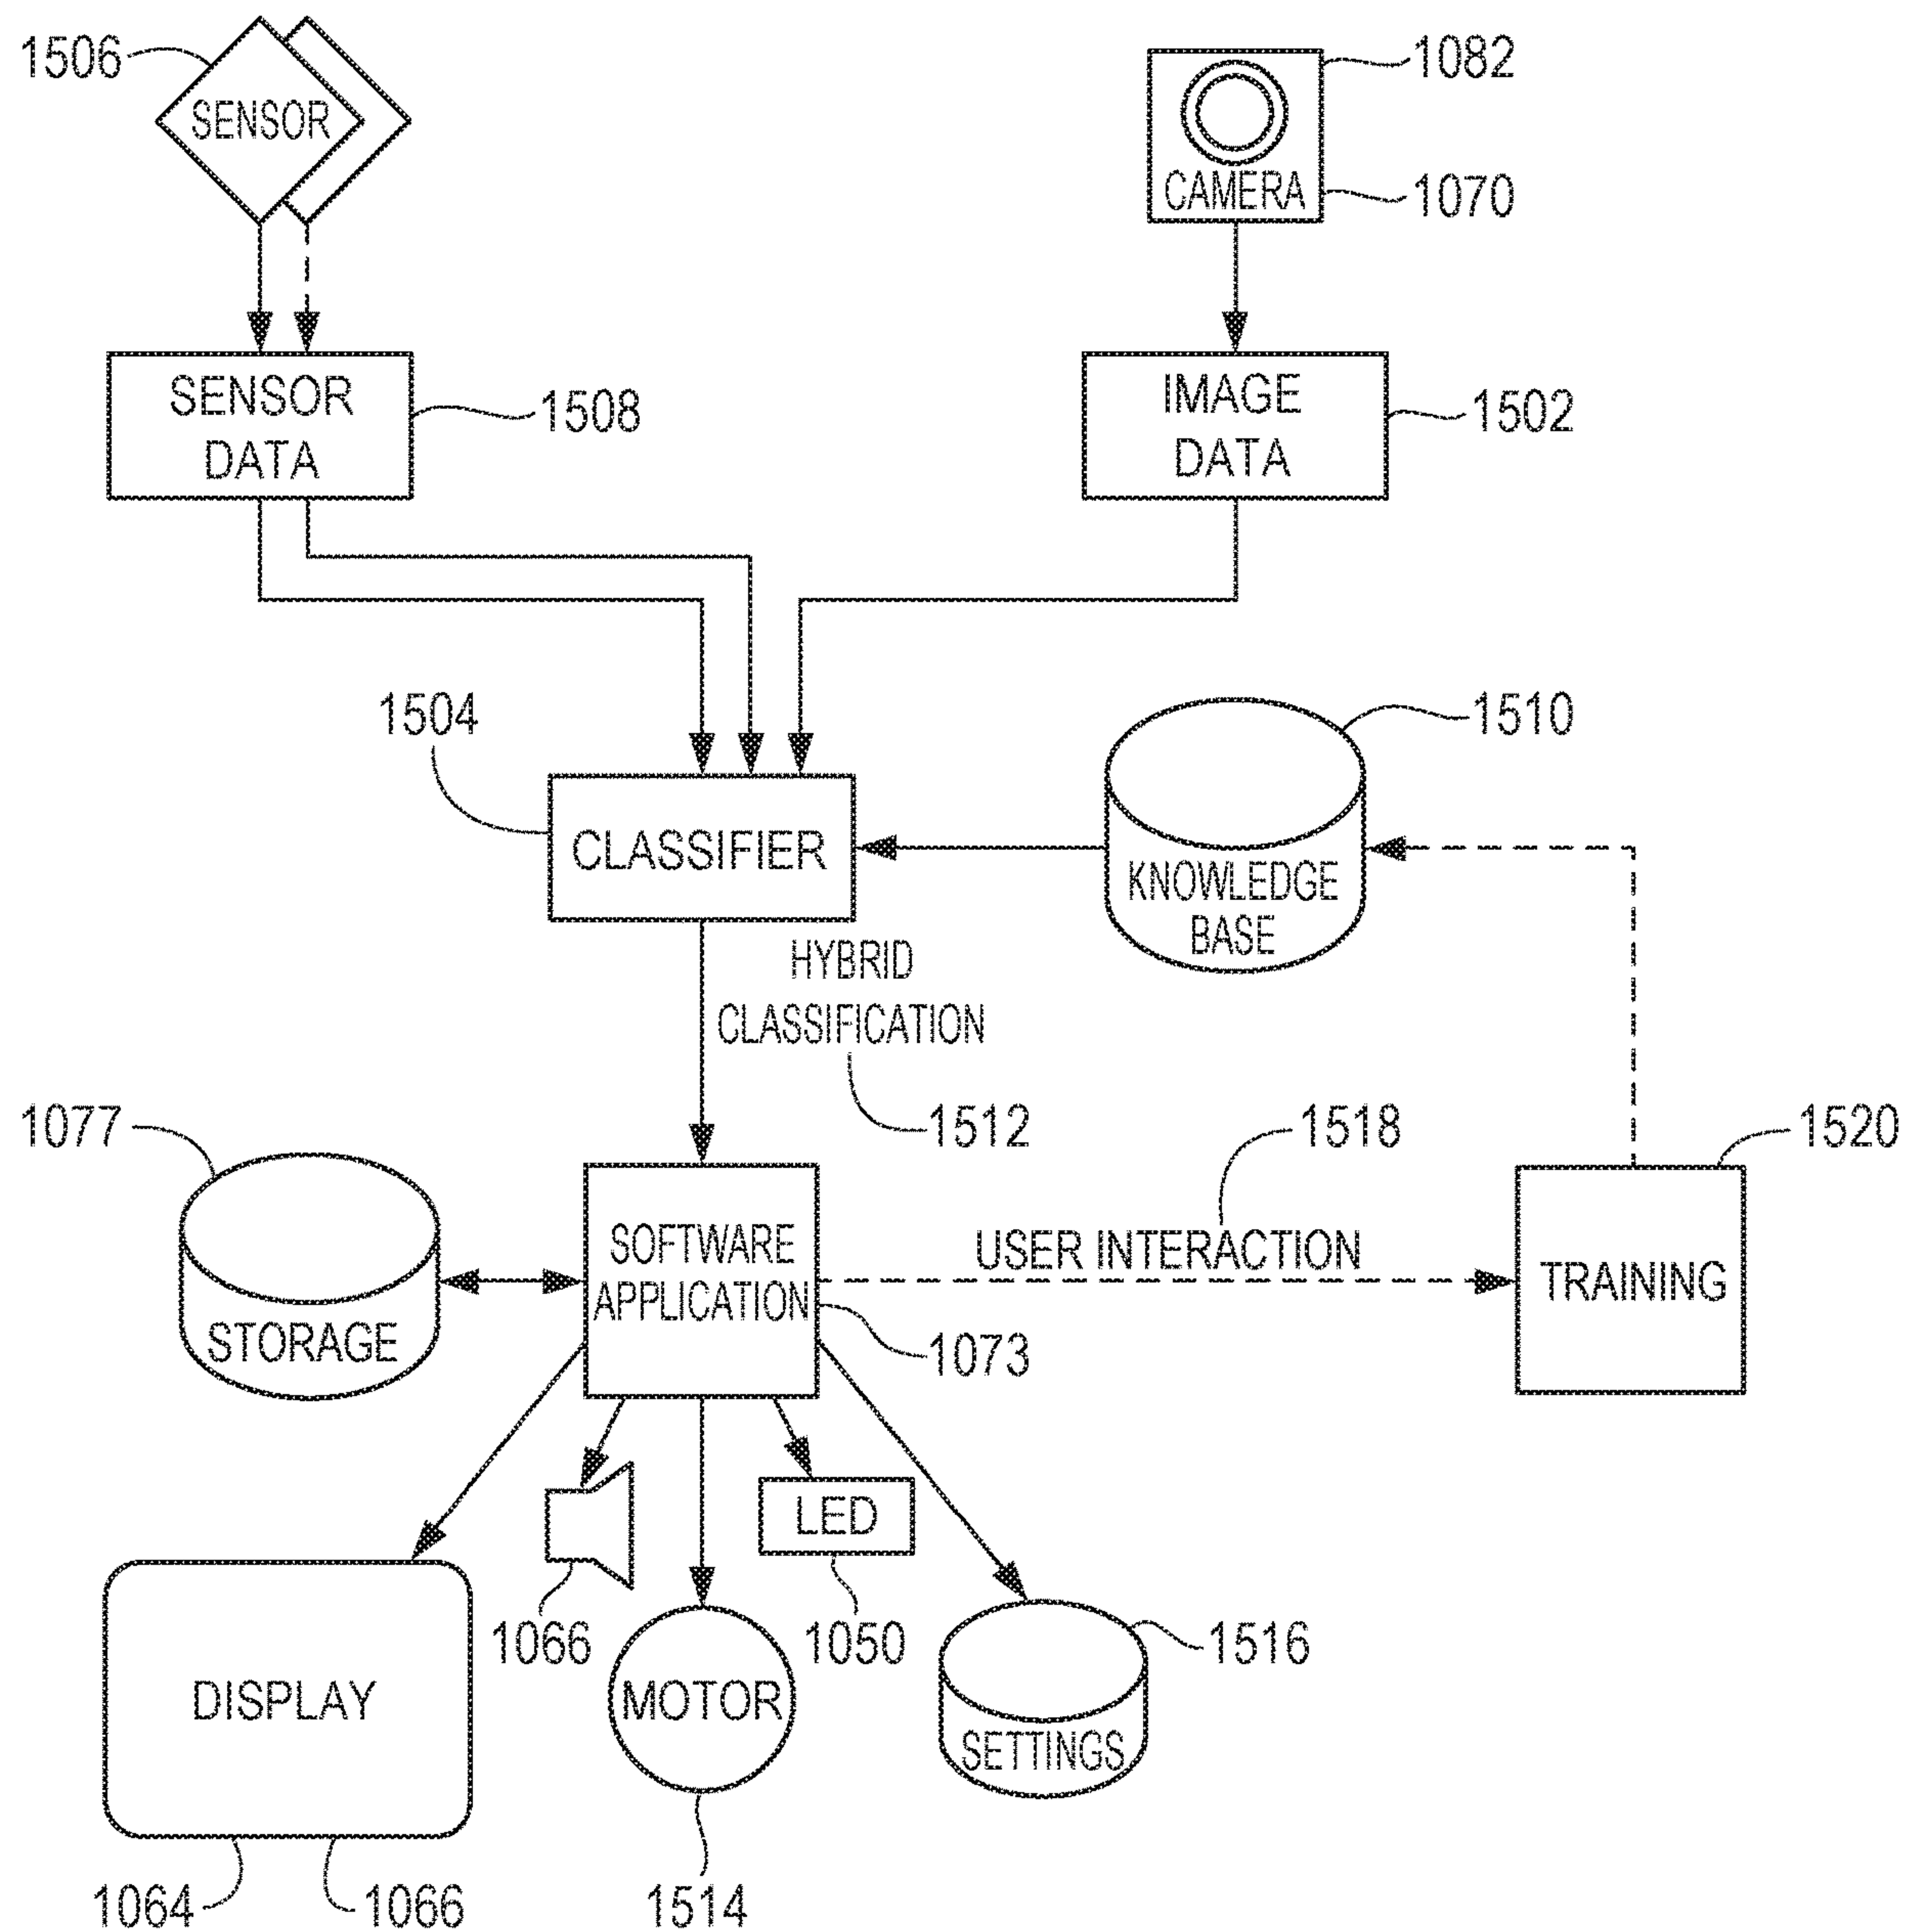 1506
SENSOR
1082
CAMERA
1070
SENSOR
DATA
1508
IMAGE
DATA
1502
1504
CLASSIFIER
1510
KNOWLEDGE
BASE
HYBRID
CLASSIFICATION
1512
1077
STORAGE
SOFTWARE
APPLICATION
1073
1518
USER INTERACTION
1520
TRAINING
1066
LED
1050
DISPLAY
1064
1066
MOTOR
1514
1516
SETTINGS